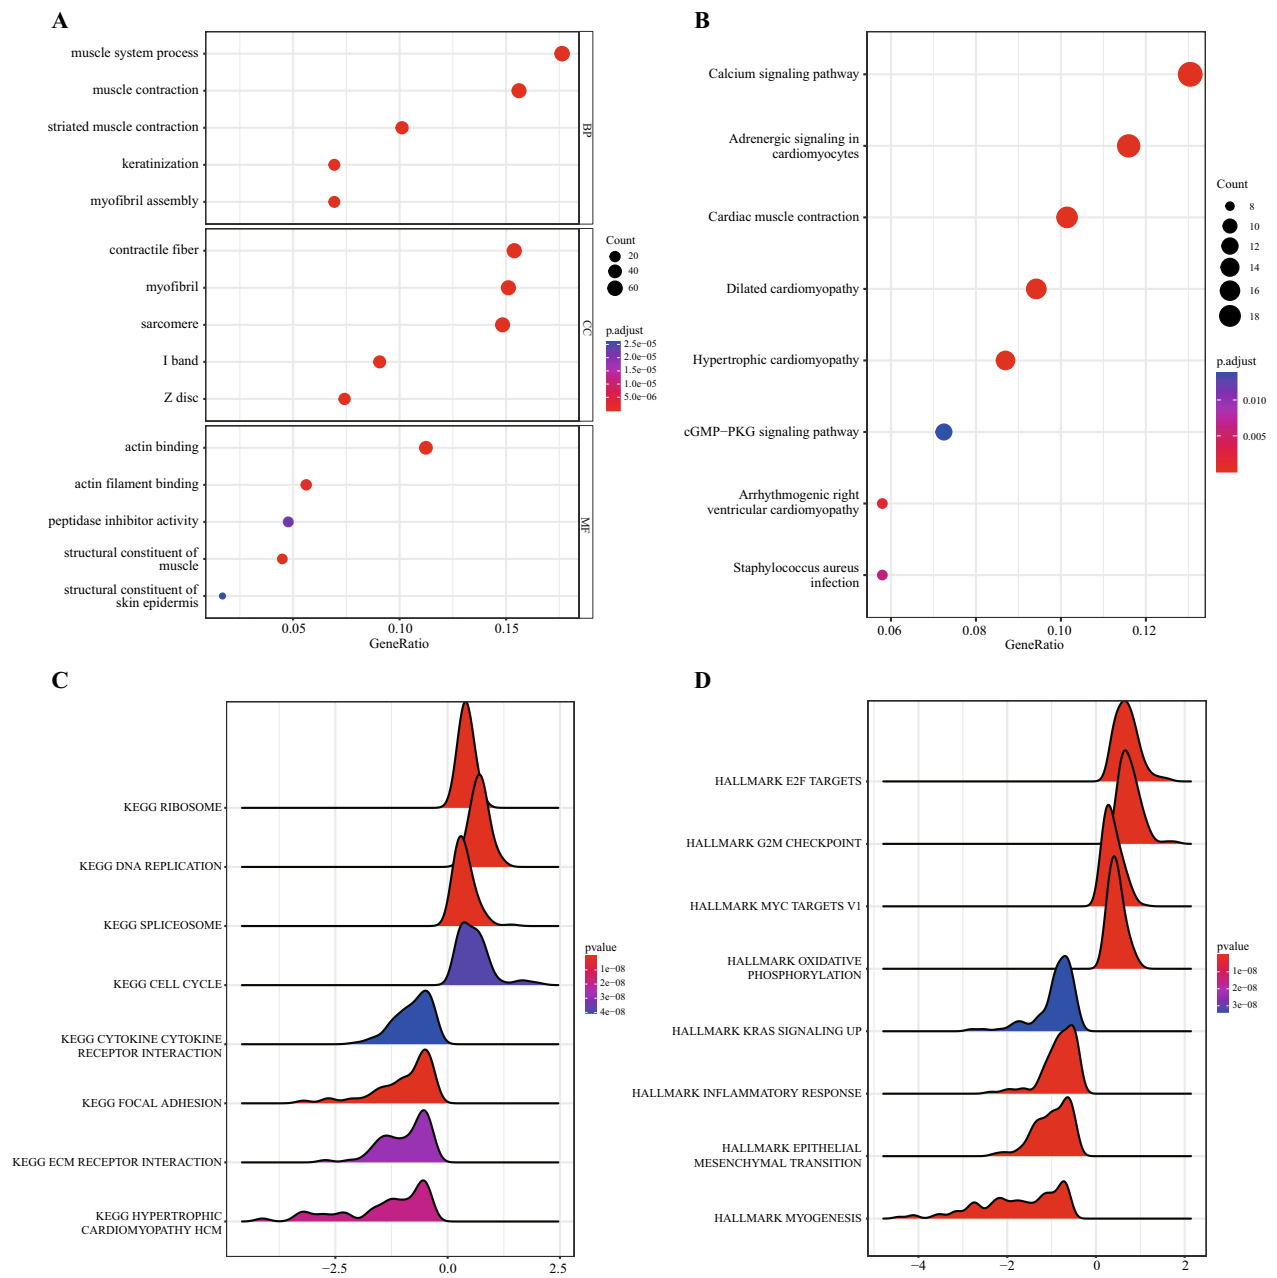 A
muscle system process
muscle contraction
striated muscle contraction
keratinization
myofibril assembly
BP
contractile fiber
myofibril
sarcomere
I band
Z disc
CC
actin binding
actin filament binding
peptidase inhibitor activity
structural constituent of
muscle
structural constituent of
skin epidermis
MF
0.05
0.10
0.15
GeneRatio
Count
20
40
60
p.adjust
2.5e−05
2.0e−05
1.5e−05
1.0e−05
5.0e−06
B
Calcium signaling pathway
Adrenergic signaling in
cardiomyocytes
Cardiac muscle contraction
Dilated cardiomyopathy
Hypertrophic cardiomyopathy
cGMP−PKG signaling pathway
Arrhythmogenic right
ventricular cardiomyopathy
Staphylococcus aureus
infection
0.06
0.08
0.10
0.12
GeneRatio
Count
8
10
12
14
16
18
p.adjust
0.010
0.005
C
KEGG RIBOSOME
KEGG DNA REPLICATION
KEGG SPLICEOSOME
KEGG CELL CYCLE
KEGG CYTOKINE CYTOKINE
RECEPTOR INTERACTION
KEGG FOCAL ADHESION
KEGG ECM RECEPTOR INTERACTION
KEGG HYPERTROPHIC
CARDIOMYOPATHY HCM
−2.5
0.0
2.5
pvalue
1e−08
2e−08
3e−08
4e−08
D
HALLMARK E2F TARGETS
HALLMARK G2M CHECKPOINT
HALLMARK MYC TARGETS V1
HALLMARK OXIDATIVE
PHOSPHORYLATION
HALLMARK KRAS SIGNALING UP
HALLMARK INFLAMMATORY RESPONSE
HALLMARK EPITHELIAL
MESENCHYMAL TRANSITION
HALLMARK MYOGENESIS
−4
−2
0
2
pvalue
1e−08
2e−08
3e−08